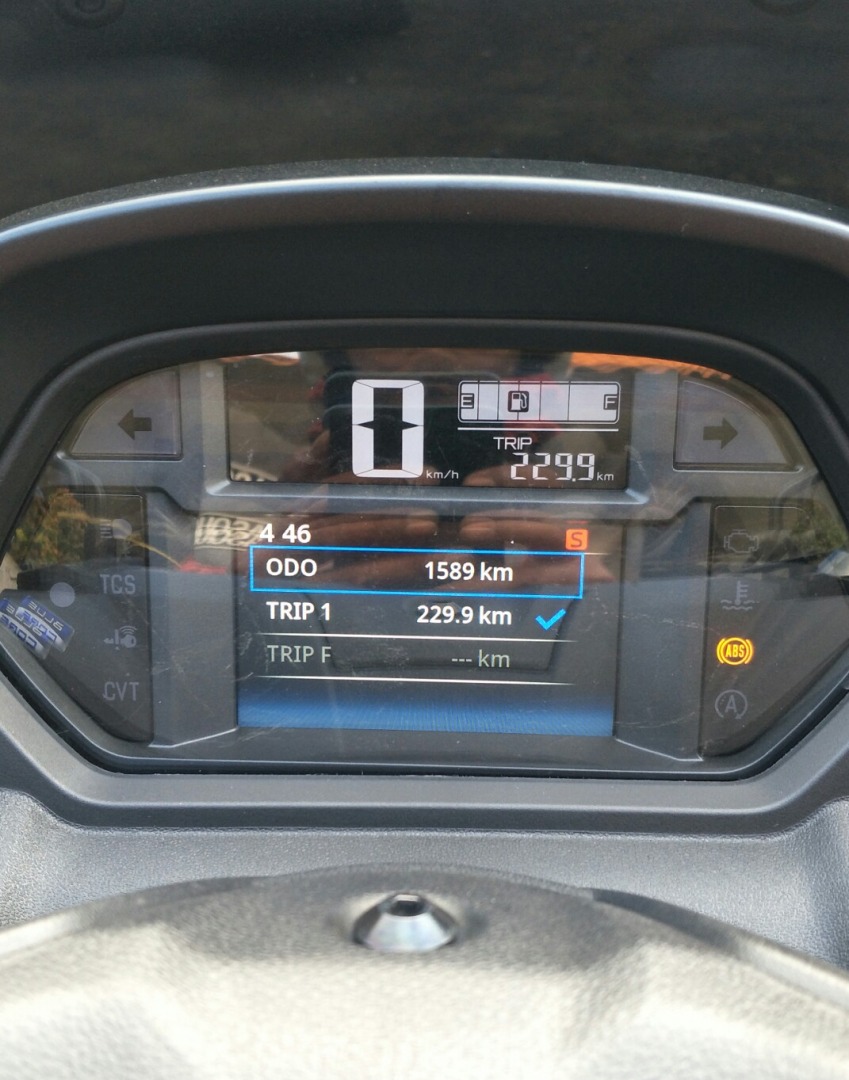 E F
0 km/h
TRIP
229.9 km
4 46 S
ODO 1589 km
TCS
TRIP 1 229.9 km
TRIP F --- km
ABS
CVT
A